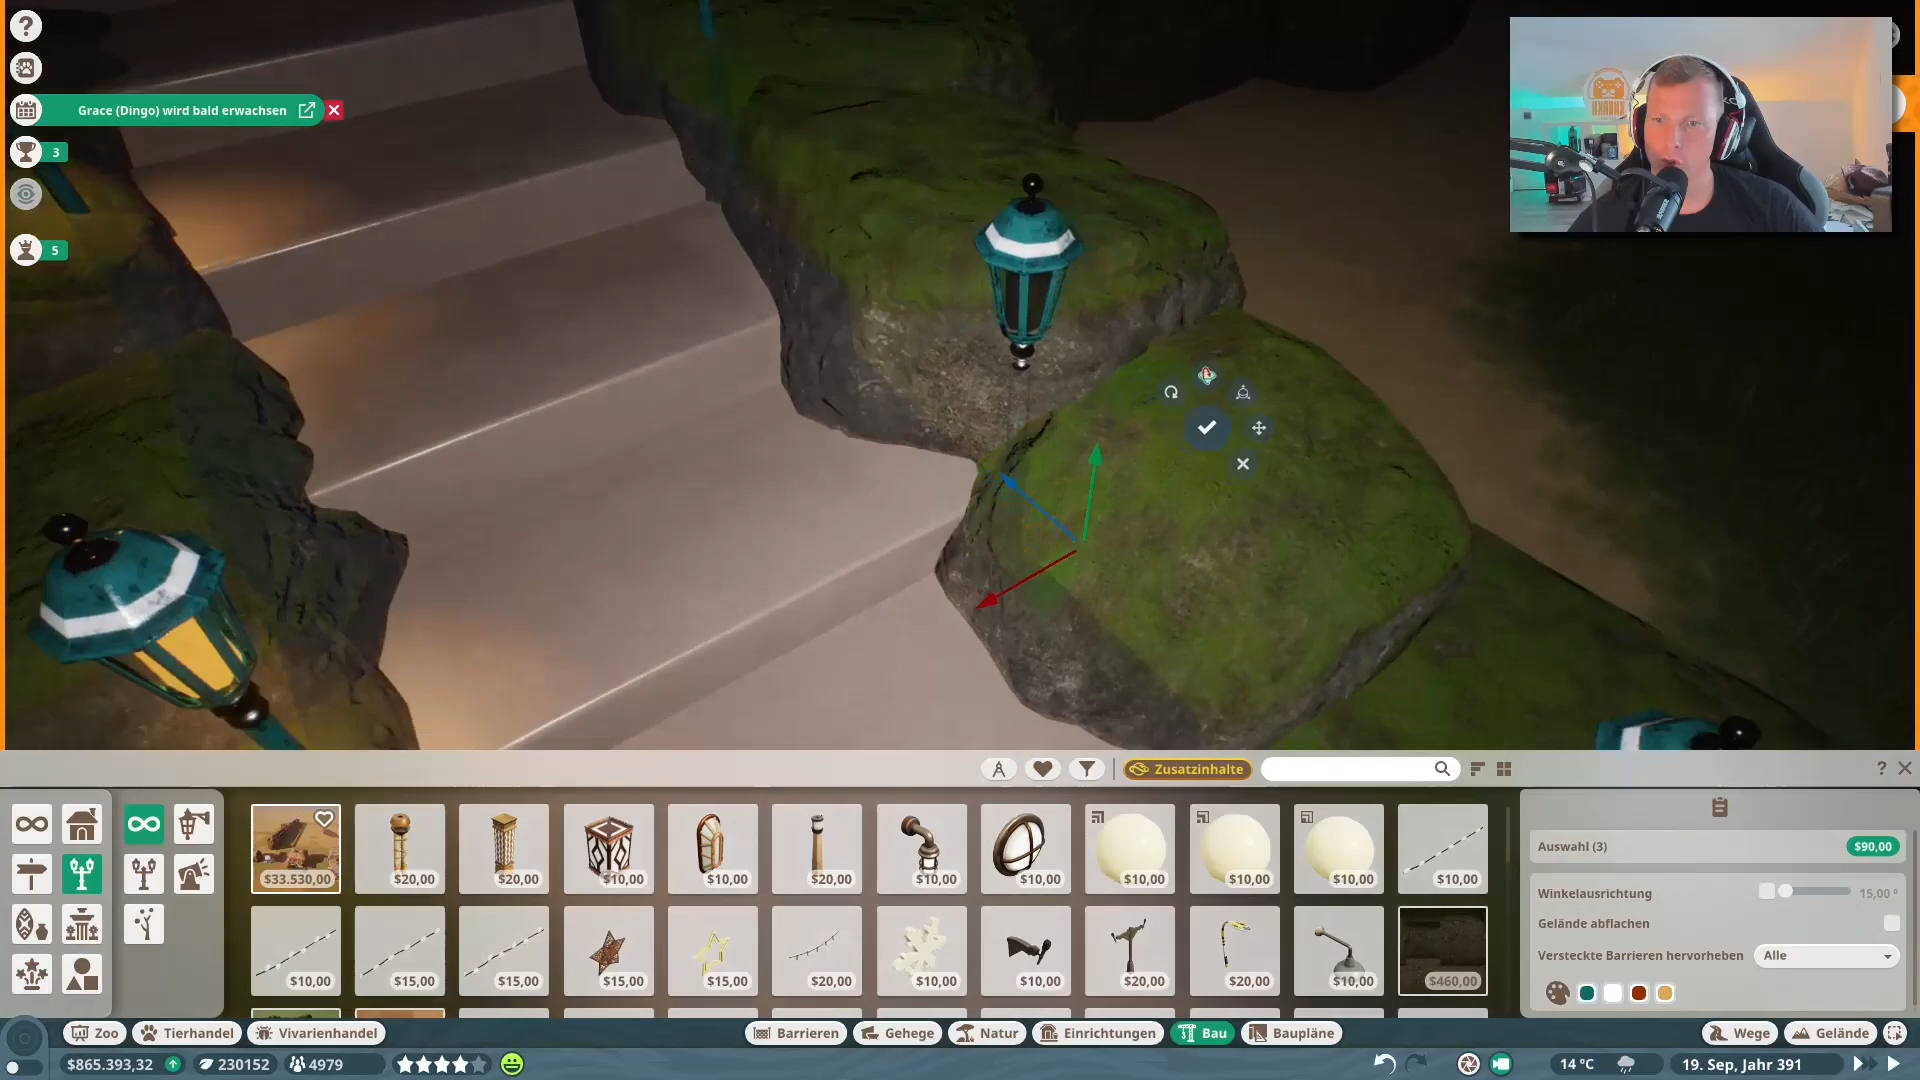 ?
Grace (Dingo) wird bald erwachsen
3
5
Zusatzinhalte
?
$33.530,00
$20,00
$20,00
$10,00
$10,00
$20,00
$10,00
$10,00
$10,00
$10,00
$10,00
$10,00
$10,00
$15,00
$15,00
$15,00
$15,00
$20,00
$10,00
$10,00
$20,00
$20,00
$10,00
$460,00
Auswahl (3)
$90,00
Winkelausrichtung
15,00 °
Gelände abflachen
Versteckte Barrieren hervorheben
Alle
Zoo
Tierhandel
Vivarienhandel
Barrieren
Gehege
Natur
Einrichtungen
Bau
Baupläne
Wege
Gelände
$865.393,32
230152
4979
14 °C
19. Sep, Jahr 391